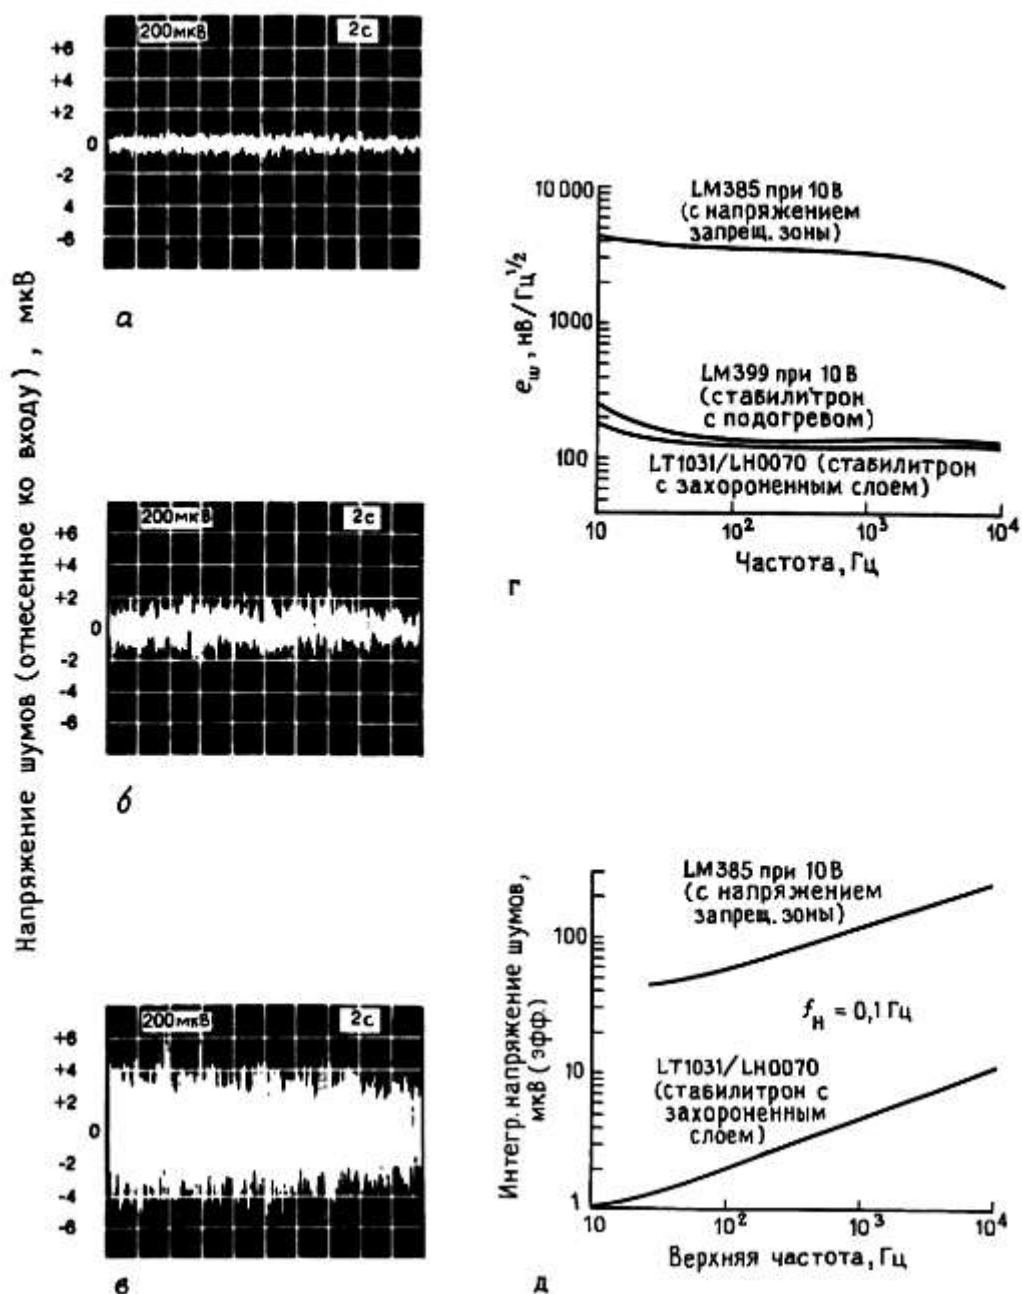 Напряжение шумов (отнесенное ко входу), мкВ
200мкВ 2с
+6
+4
+2
0
-2
4
-6
а
200мкВ 2с
+6
+4
+2
0
-2
-4
-6
б
200мкВ 2с
+6
+4
+2
0
-2
-4
-6
в
eш, нВ/Гц1/2
10 000
1000
100
LM385 при 10В
(с напряжением
запрещ. зоны)
LM399 при 10В
(стабилитрон
с подогревом)
LT1031/LH0070 (стабилитрон
с захороненным слоем)
10 10² 10³ 10⁴
Частота, Гц
г
Интегр. напряжение шумов,
мкВ (эфф.)
100
10
1
LM385 при 10В
(с напряжением
запрещ. зоны)
fн = 0,1 Гц
LT1031/LH0070
(стабилитрон с
захороненным
слоем)
10 10² 10³ 10⁴
Верхняя частота, Гц
д